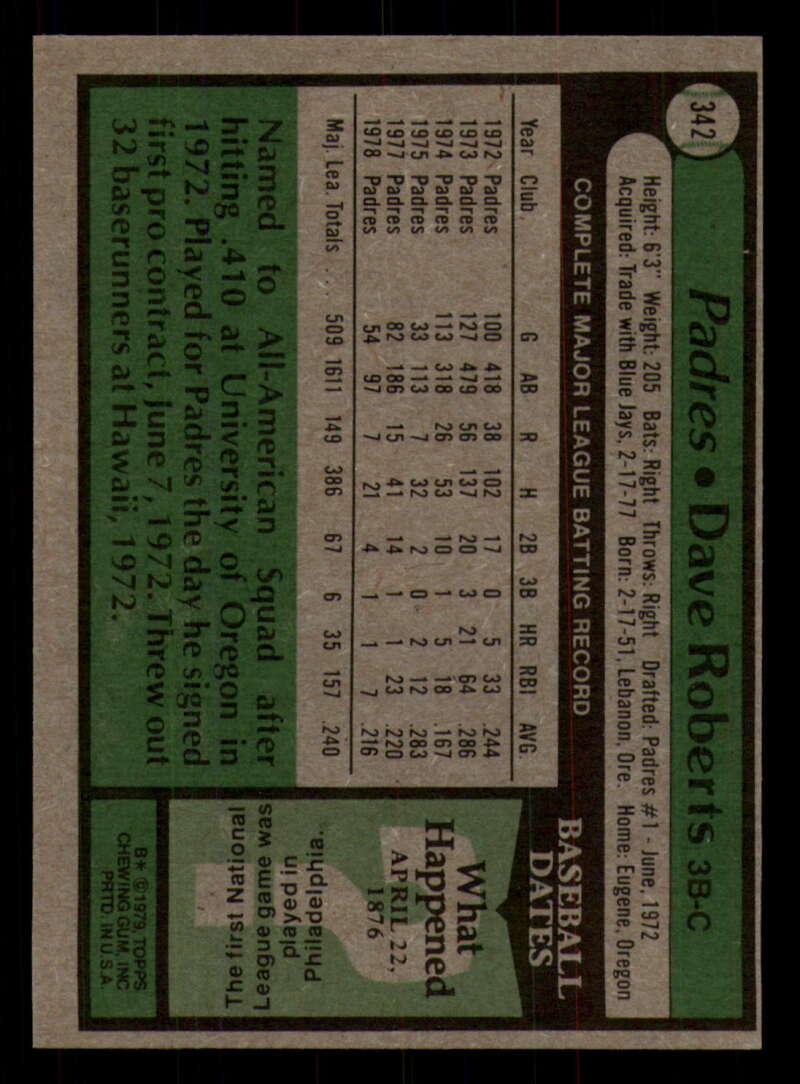 342
Padres • Dave Roberts 3B-C
Height: 6'3" Weight: 205 Bats: Right Throws: Right Drafted: Padres #1 - June, 1972
Acquired: Trade with Blue Jays, 2-17-77 Born: 2-17-51, Lebanon, Ore. Home: Eugene, Oregon
COMPLETE MAJOR LEAGUE BATTING RECORD
Year Club G AB R H 2B 3B HR RBI AVG.
1972 Padres 100 418 38 102 17 0 5 33 .244
1973 Padres 127 479 56 137 20 3 21 64 .286
1974 Padres 113 318 26 53 10 1 5 18 .167
1975 Padres 33 113 7 32 2 0 2 12 .283
1977 Padres 82 186 15 41 14 1 1 23 .220
1978 Padres 54 97 7 21 4 1 1 7 .216
Maj. Lea. Totals ... 509 1611 149 386 67 6 35 157 .240
Named to All-American Squad after
hitting .410 at University of Oregon in
1972. Played for Padres the day he signed
first pro contract, June 7, 1972. Threw out
32 baserunners at Hawaii, 1972.
BASEBALL
DATES
What
Happened
APRIL 22,
1876
The first National
League game was
played in
Philadelphia.
B* © 1979, TOPPS
CHEWING GUM, INC
PRTD. IN U.S.A.